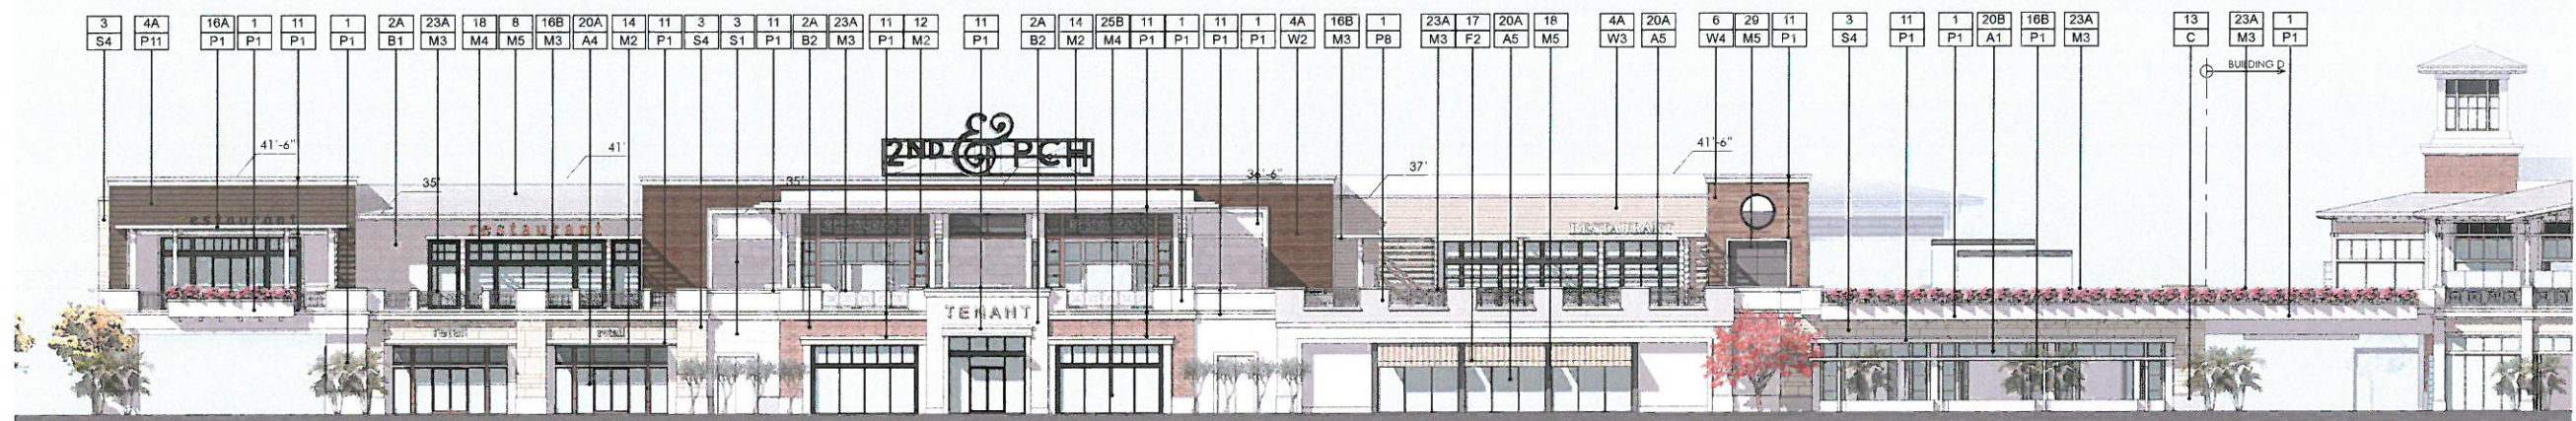 3 4A 16A 1 11 1 2A 23A 18 8 16B 20A 14 11 3 3 11 2A 23A 11 12 11 2A 14 25B 11 1 11 1 4A 16B 1 23A 17 20A 18 4A 20A 6 29 11 3 11 1 20B 16B 23A 13 23A 1
S4 P11 P1 P1 P1 P1 B1 M3 M4 M5 M3 A4 M2 P1 S4 S1 P1 B2 M3 P1 M2 P1 B2 M2 M4 P1 P1 P1 P1 W2 M3 P8 M3 F2 A5 M5 W3 A5 W4 M5 P1 S4 P1 P1 A1 P1 M3 C M3 P1
BUILDING D
2ND & PCH
41'-6" 41' 41'-6"
35' 35' 36'-6" 37'
restaurant restaurant RESTAURANT
TENANT
retail retail